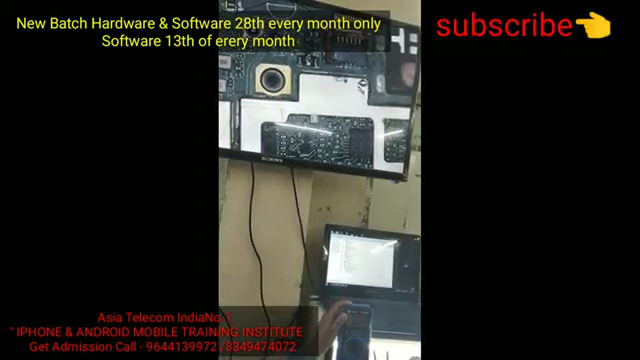 New Batch Hardware & Software 28th every month only
Software 13th of erery month
subscribe
Asia Telecom IndiaNo.1
" IPHONE & ANDROID MOBILE TRAINING INSTITUTE
Get Admission Call - 9644139972 /8349474072